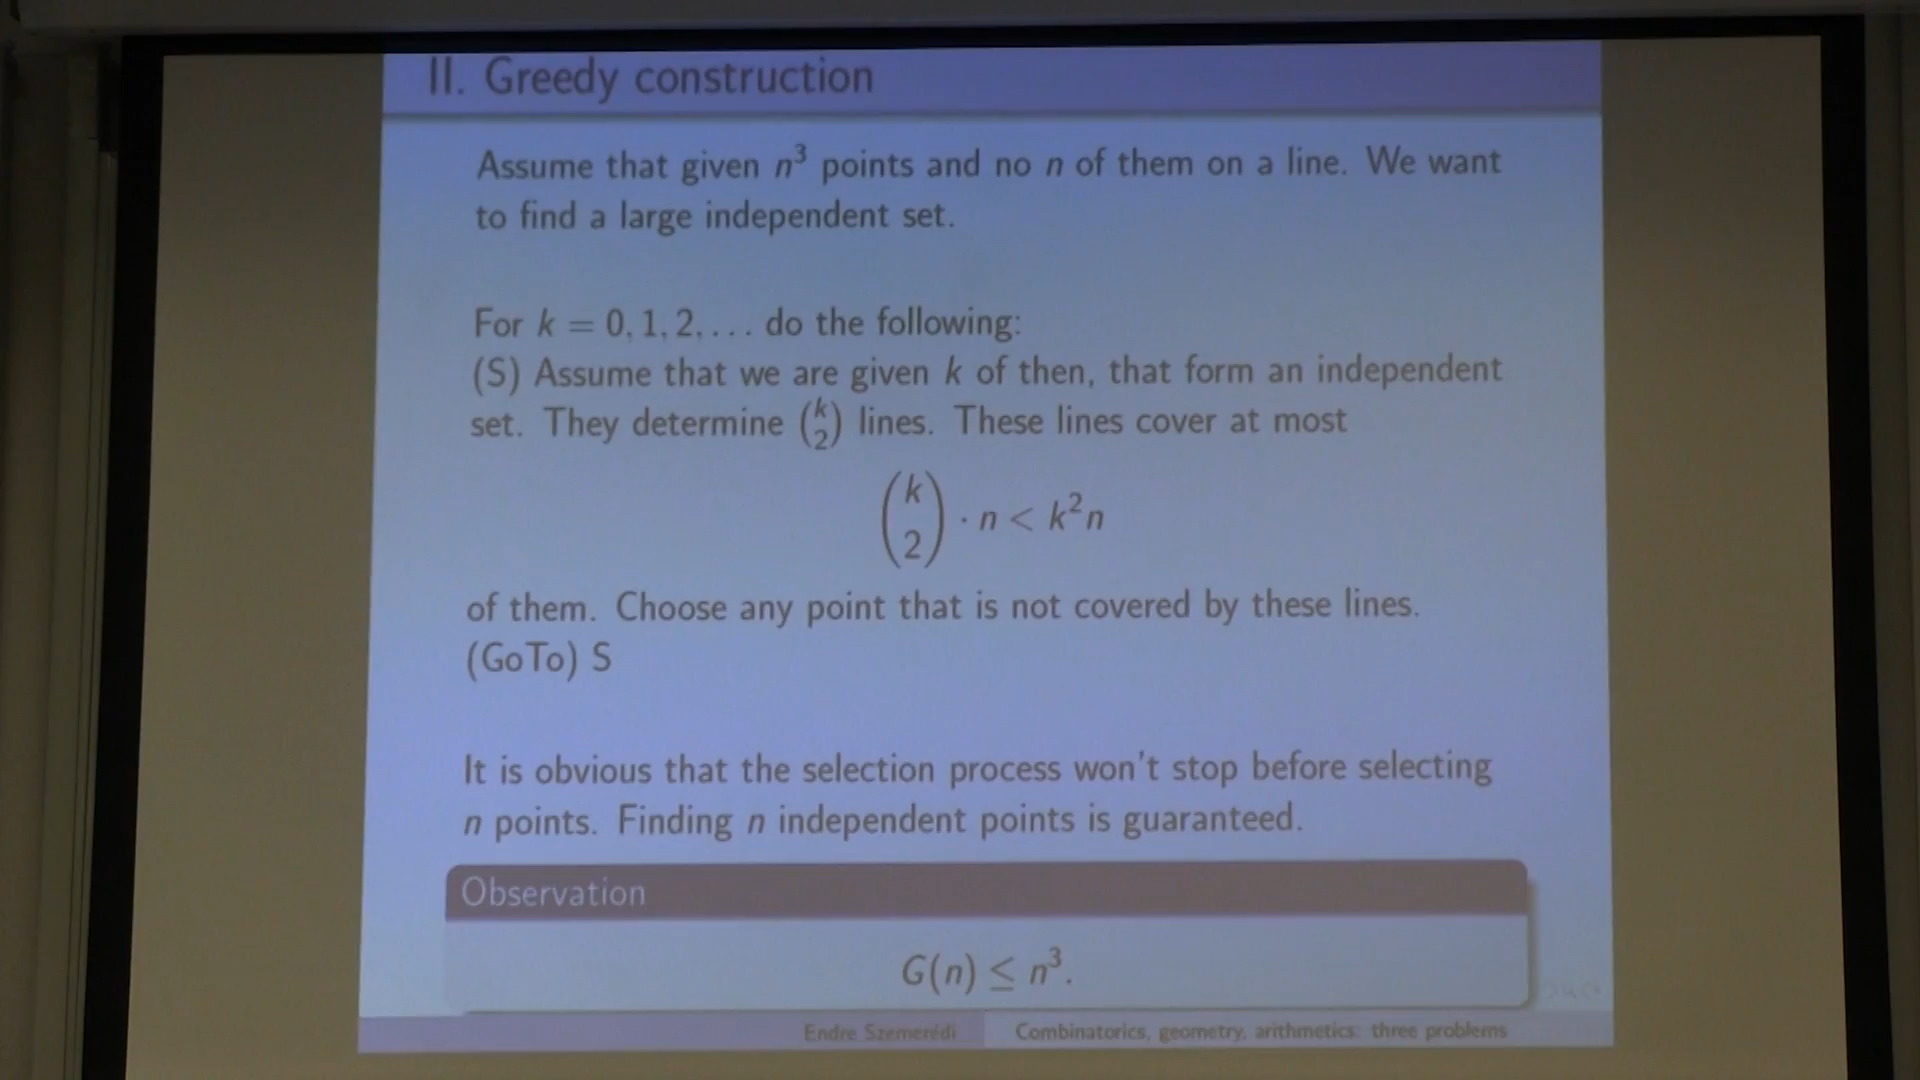 II. Greedy construction
Assume that given n³ points and no n of them on a line. We want
to find a large independent set.
For k = 0, 1, 2, . . . . do the following:
(S) Assume that we are given k of then, that form an independent
set. They determine (k 2) lines. These lines cover at most
(k 2) · n < k²n
of them. Choose any point that is not covered by these lines.
(GoTo) S
It is obvious that the selection process won't stop before selecting
n points. Finding n independent points is guaranteed.
Observation
G(n) ≤ n³.
Endre Szemerédi Combinatorics, geometry, arithmetics: three problems